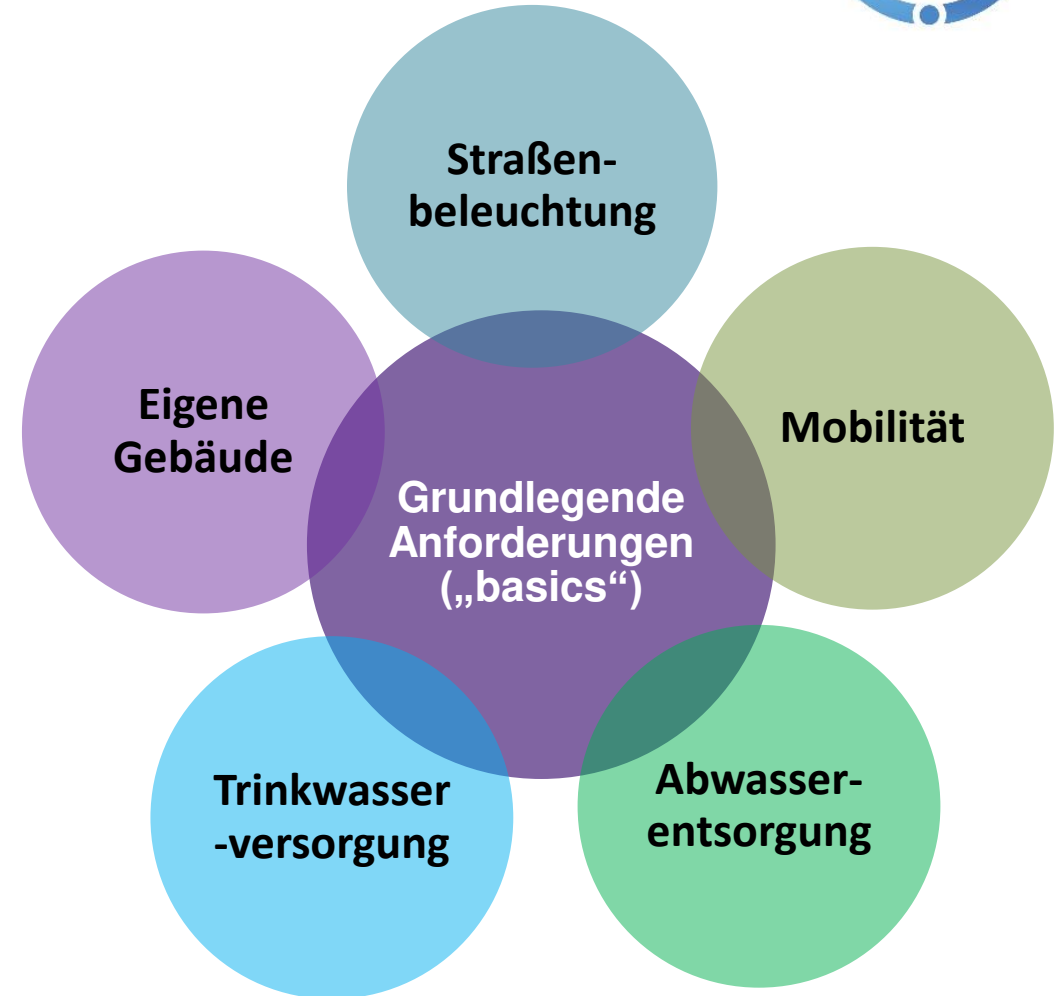 Straßen-
beleuchtung
Eigene
Gebäude
Mobilität
Grundlegende
Anforderungen
(„basics“)
Trinkwasser
-versorgung
Abwasser-
entsorgung